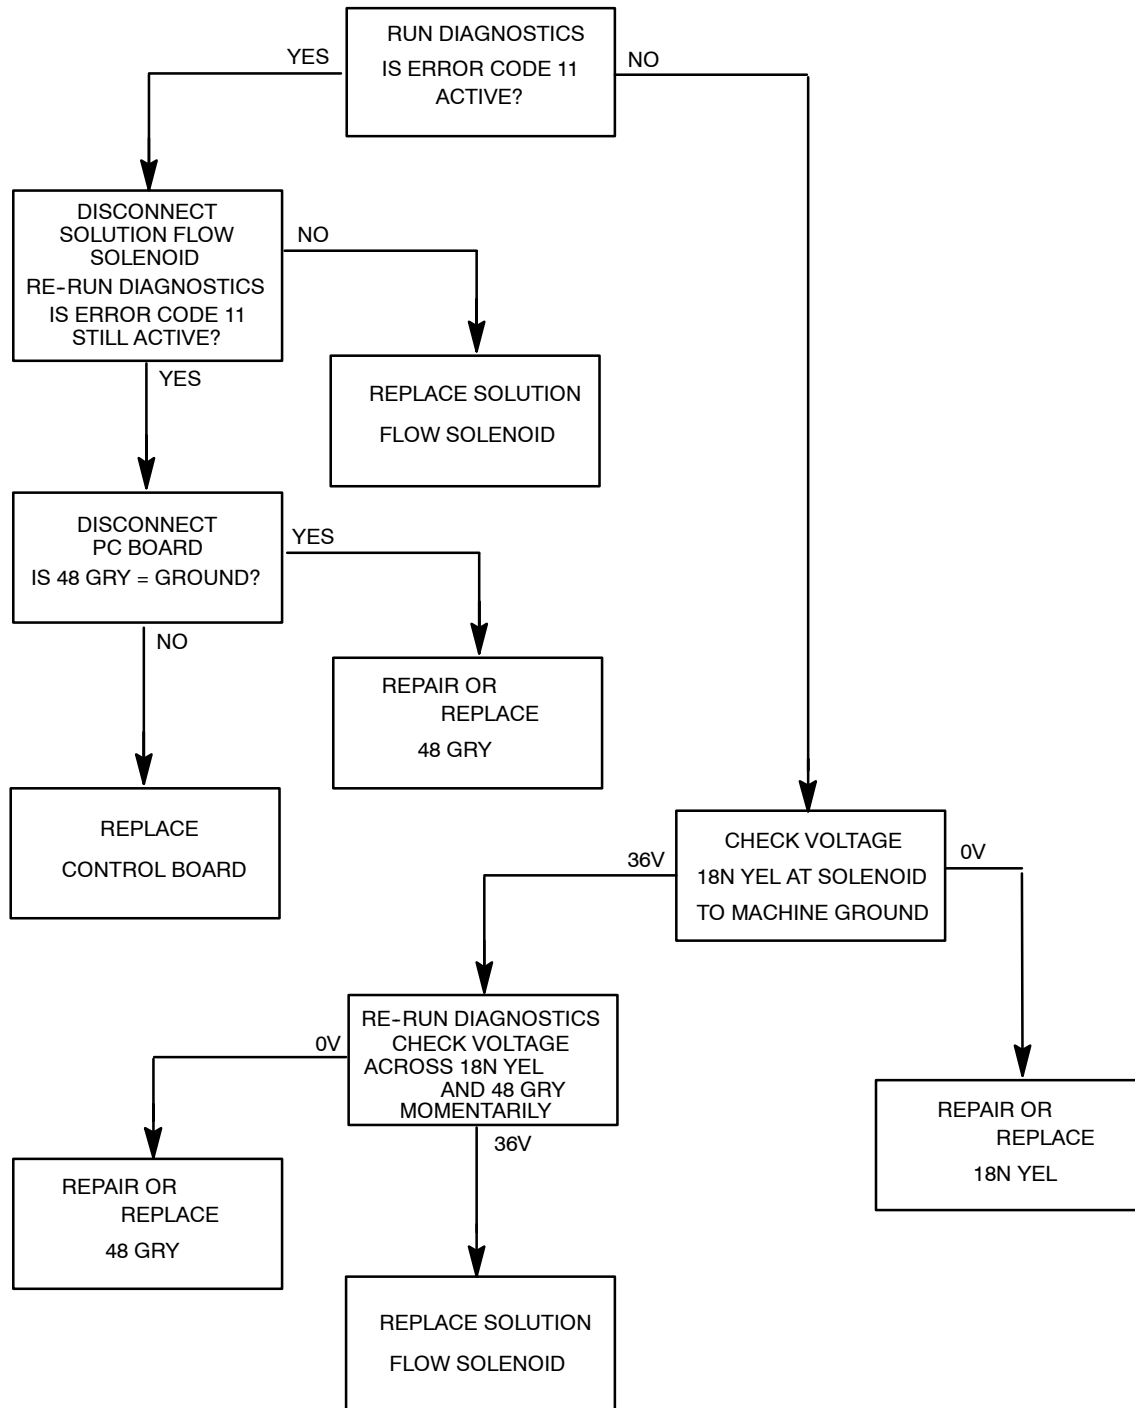 RUN DIAGNOSTICS
IS ERROR CODE 11
ACTIVE?
YES
NO
DISCONNECT
SOLUTION FLOW
SOLENOID
RE-RUN DIAGNOSTICS
IS ERROR CODE 11
STILL ACTIVE?
NO
YES
REPLACE SOLUTION
FLOW SOLENOID
DISCONNECT
PC BOARD
IS 48 GRY = GROUND?
YES
NO
REPAIR OR
REPLACE
48 GRY
REPLACE
CONTROL BOARD
CHECK VOLTAGE
18N YEL AT SOLENOID
TO MACHINE GROUND
36V
0V
RE-RUN DIAGNOSTICS
CHECK VOLTAGE
ACROSS 18N YEL
AND 48 GRY
MOMENTARILY
0V
36V
REPAIR OR
REPLACE
18N YEL
REPAIR OR
REPLACE
48 GRY
REPLACE SOLUTION
FLOW SOLENOID